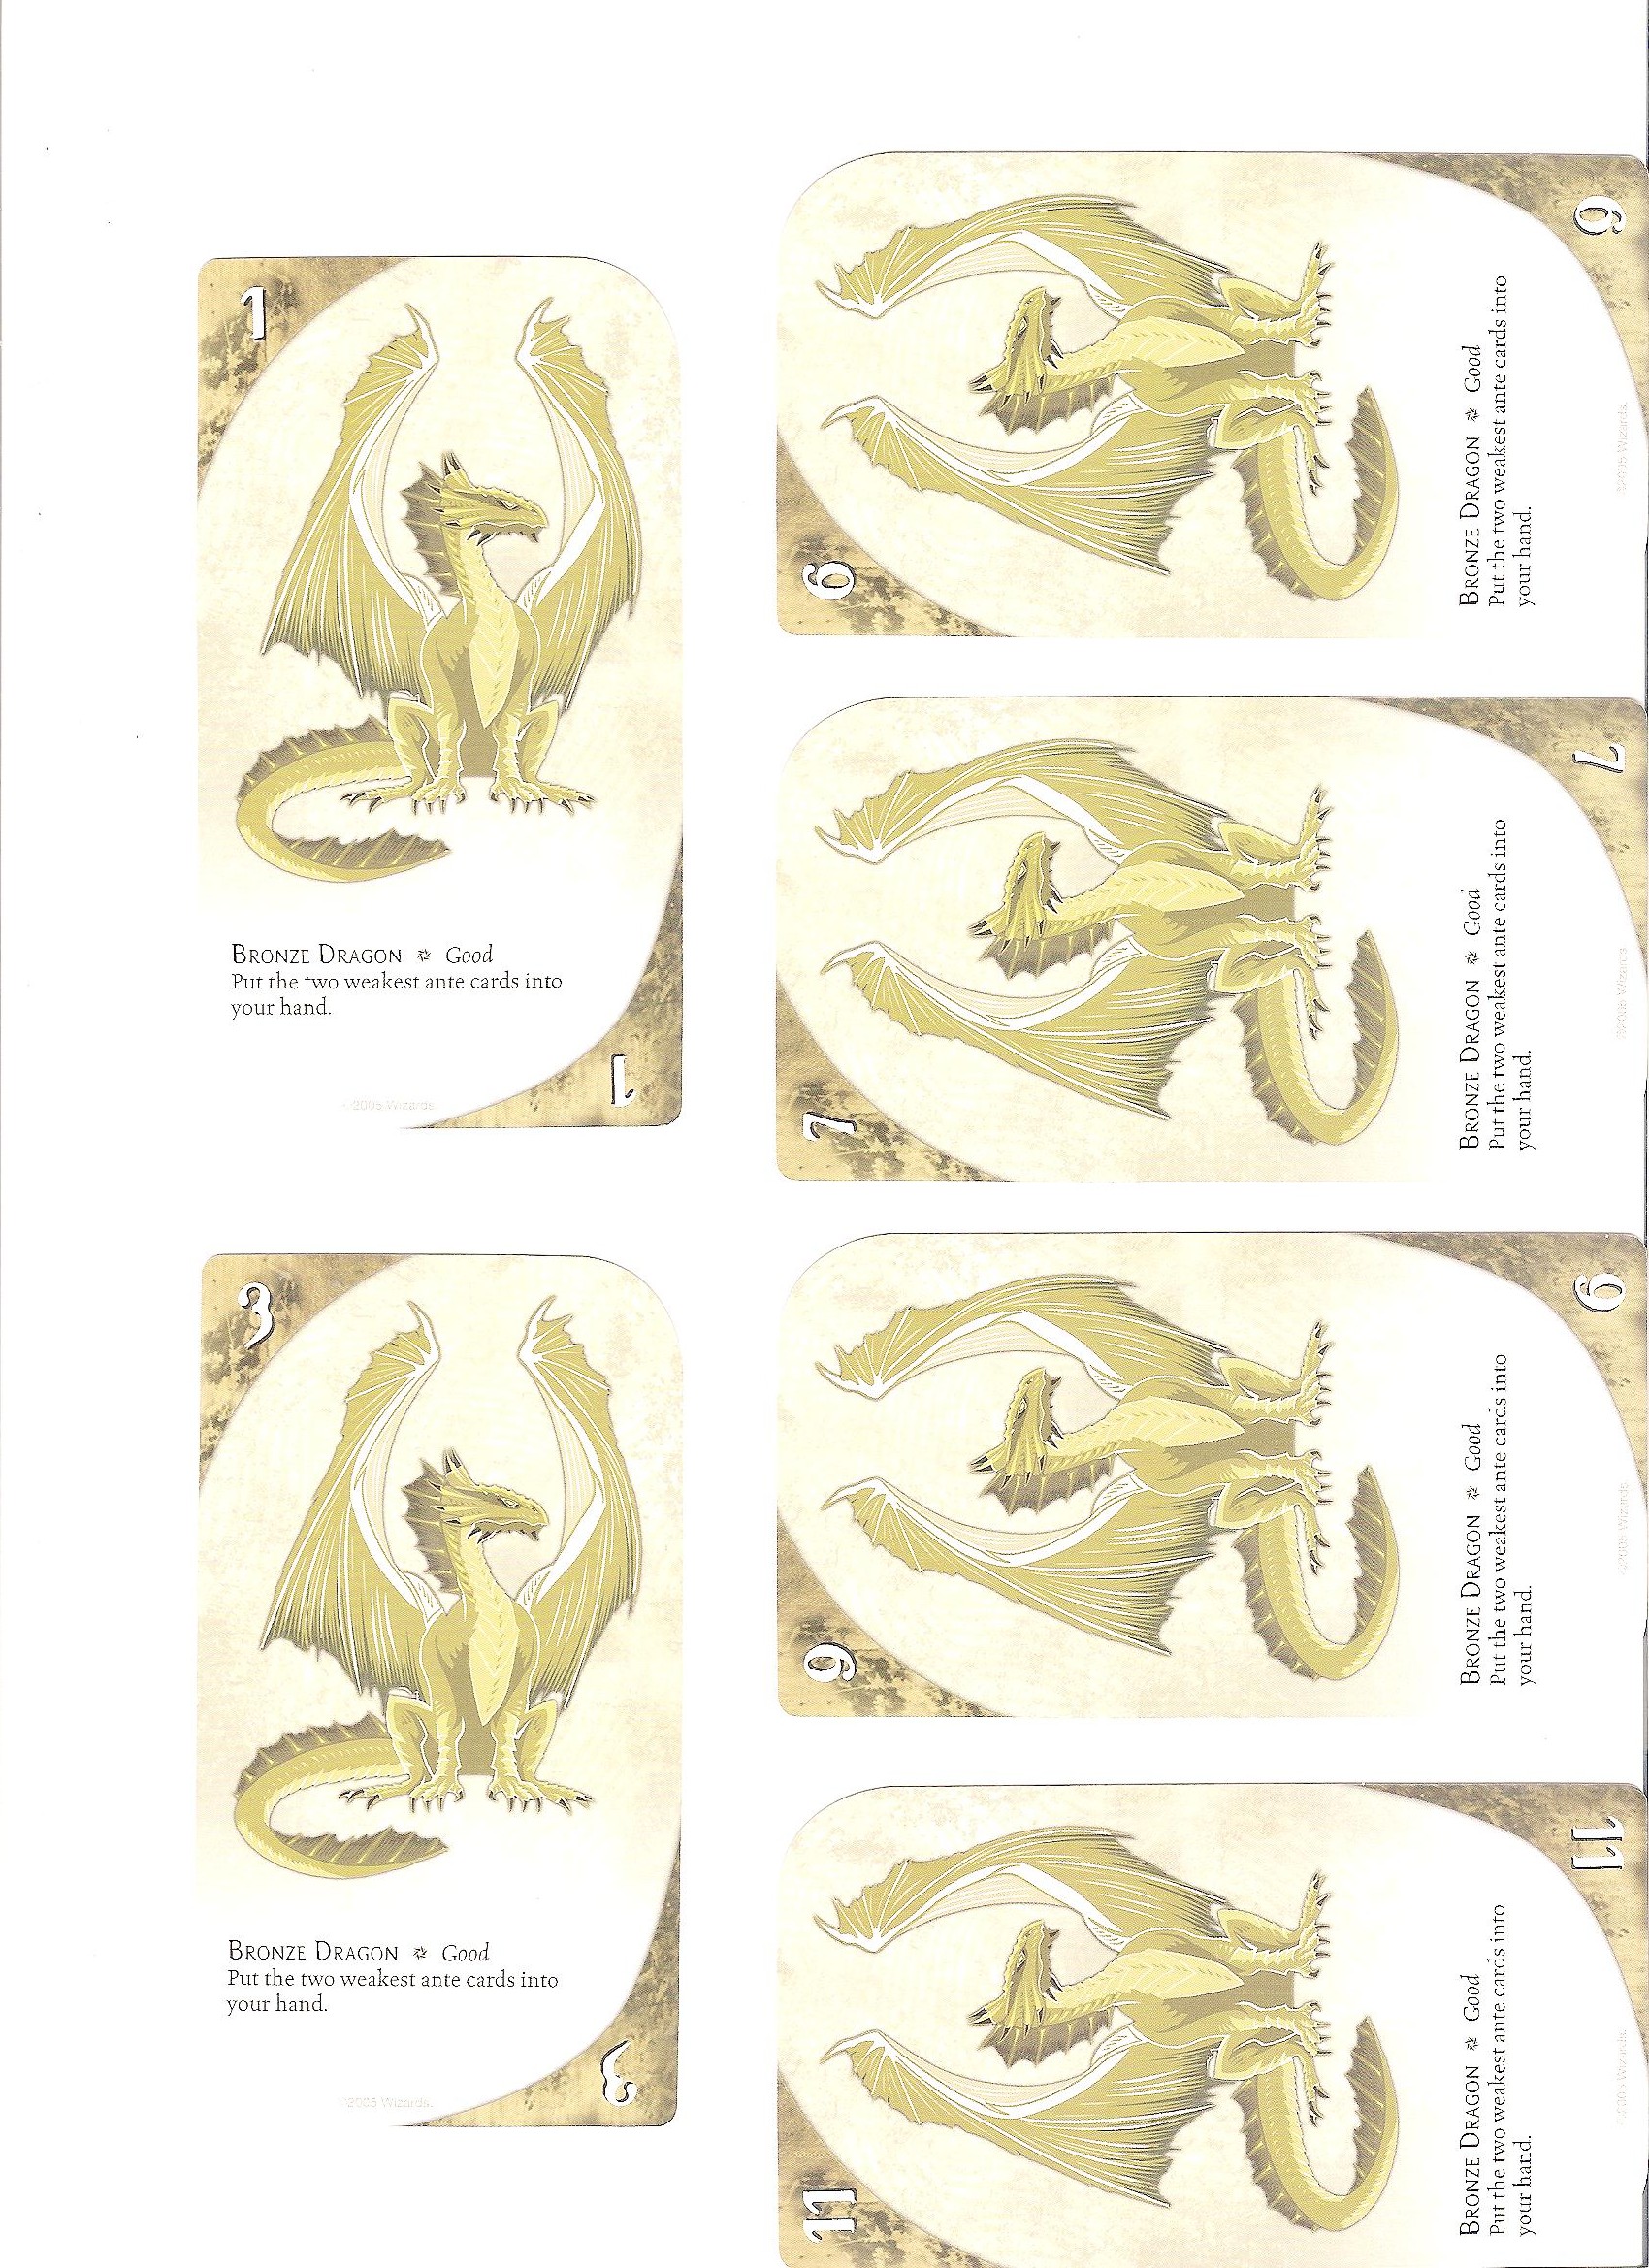 1
BRONZE DRAGON ✲ Good
Put the two weakest ante cards into
your hand.
©2005 Wizards.
1
3
BRONZE DRAGON ✲ Good
Put the two weakest ante cards into
your hand.
©2005 Wizards.
3
6
BRONZE DRAGON ✲ Good
Put the two weakest ante cards into
your hand.
©2005 Wizards.
6
7
BRONZE DRAGON ✲ Good
Put the two weakest ante cards into
your hand.
©2005 Wizards
7
9
BRONZE DRAGON ✲ Good
Put the two weakest ante cards into
your hand.
©2005 Wizards
9
11
BRONZE DRAGON ✲ Good
Put the two weakest ante cards into
your hand.
©2005 Wizards.
11